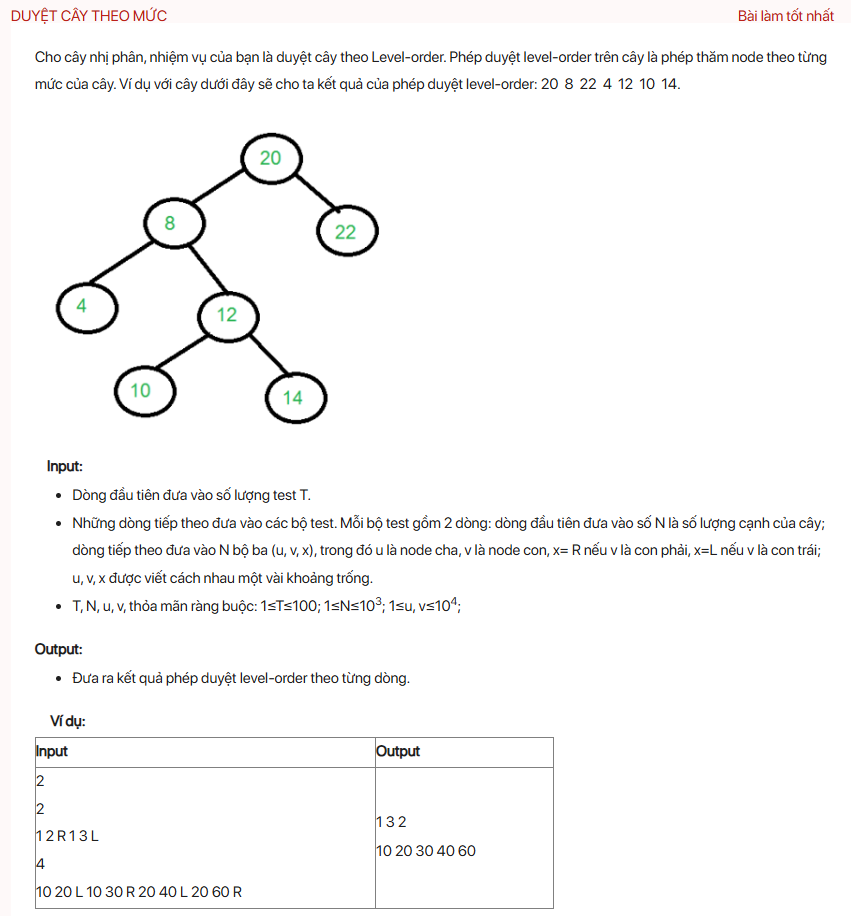 DUYỆT CÂY THEO MỨC
Bài làm tốt nhất
Cho cây nhị phân, nhiệm vụ của bạn là duyệt cây theo Level-order. Phép duyệt level-order trên cây là phép thăm node theo từng
mức của cây. Ví dụ với cây dưới đây sẽ cho ta kết quả của phép duyệt level-order: 20 8 22 4 12 10 14.
20
8
22
4
12
10
14
Input:
• Dòng đầu tiên đưa vào số lượng test T.
• Những dòng tiếp theo đưa vào các bộ test. Mỗi bộ test gồm 2 dòng: dòng đầu tiên đưa vào số N là số lượng cạnh của cây;
dòng tiếp theo đưa vào N bộ ba (u, v, x), trong đó u là node cha, v là node con, x= R nếu v là con phải, x=L nếu v là con trái;
u, v, x được viết cách nhau một vài khoảng trống.
• T, N, u, v, thỏa mãn ràng buộc: 1≤T≤100; 1≤N≤10³; 1≤u, v≤10⁴;
Output:
• Đưa ra kết quả phép duyệt level-order theo từng dòng.
Ví dụ:
Input
Output
2
2
1 2 R 1 3 L
4
10 20 L 10 30 R 20 40 L 20 60 R
1 3 2
10 20 30 40 60